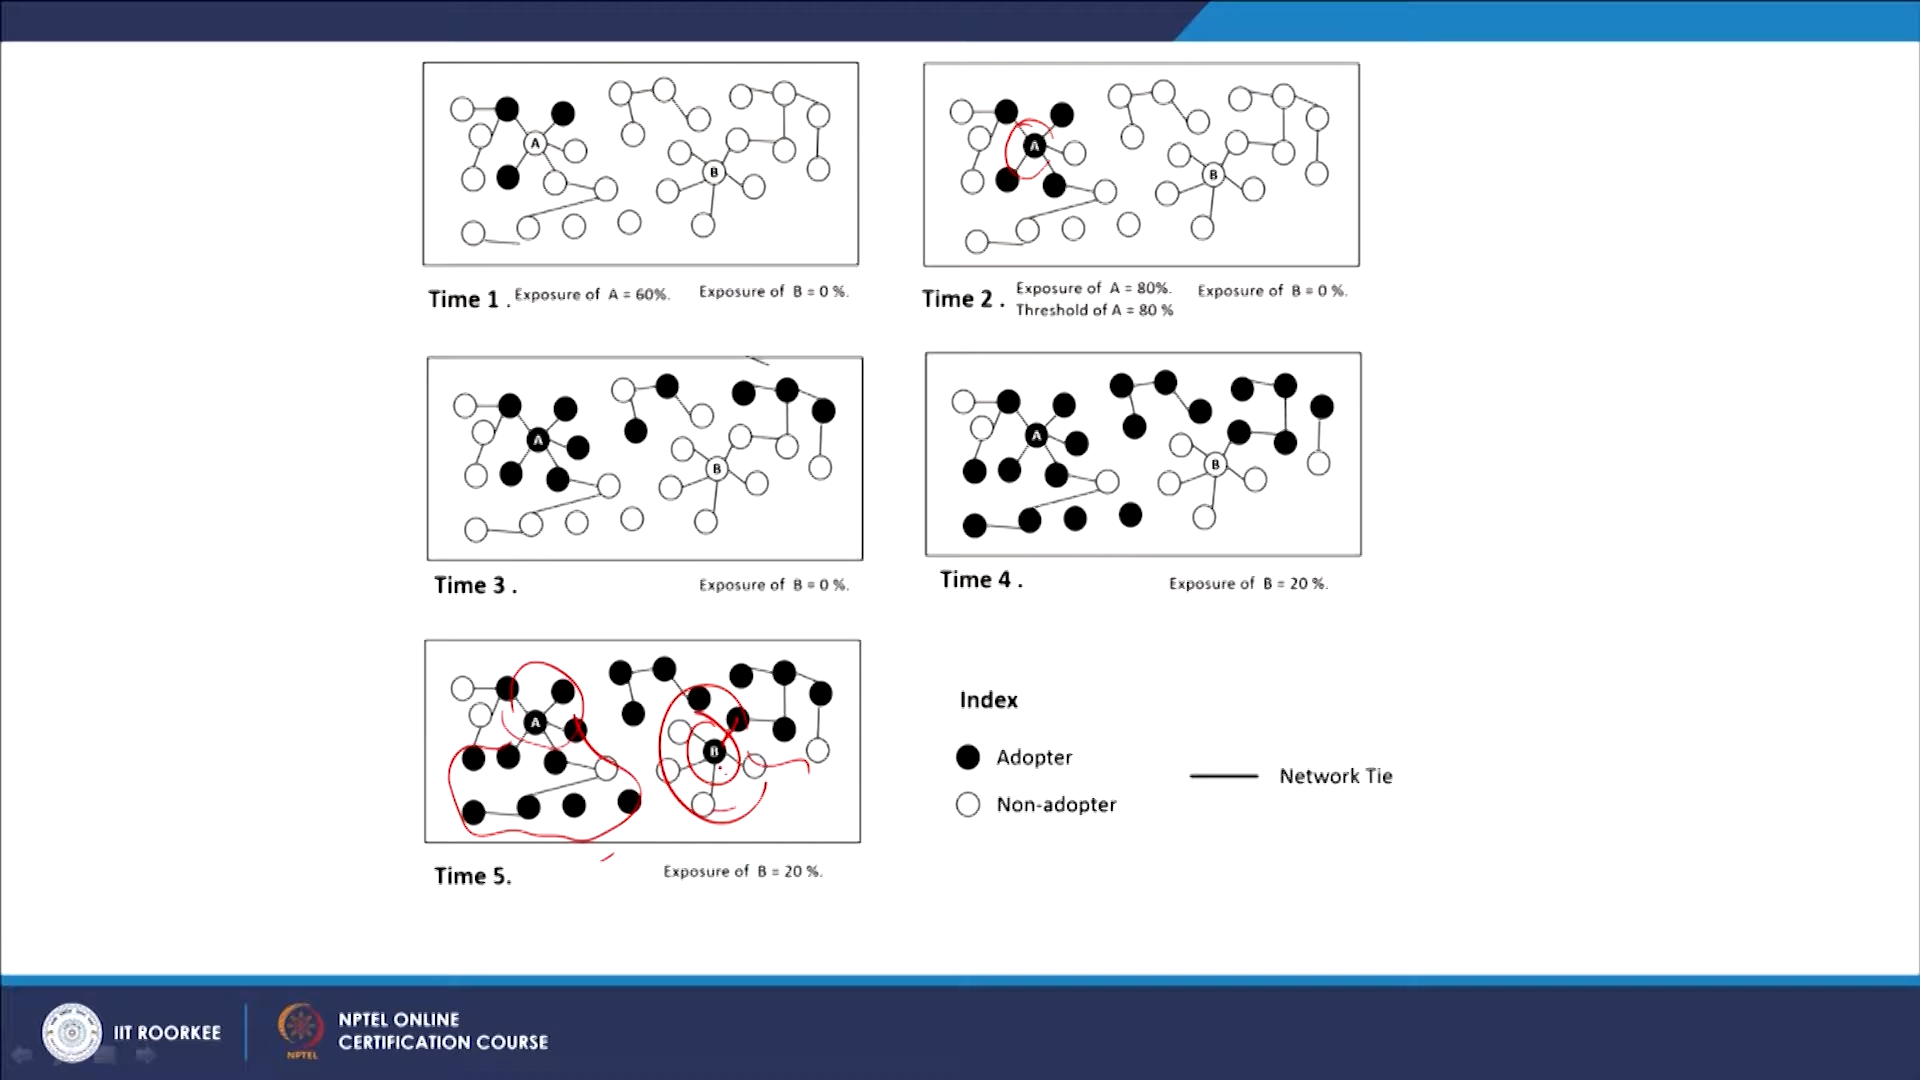 A
B
A
B
Time 1 . Exposure of A = 60%. Exposure of B = 0 %.
Time 2 . Exposure of A = 80%. Exposure of B = 0 %.
Threshold of A = 80 %
A
B
A
B
Time 3 . Exposure of B = 0 %.
Time 4 . Exposure of B = 20 %.
A
B
Index
Adopter
Network Tie
Non-adopter
Time 5. Exposure of B = 20 %.
IIT ROORKEE
NPTEL
NPTEL ONLINE
CERTIFICATION COURSE